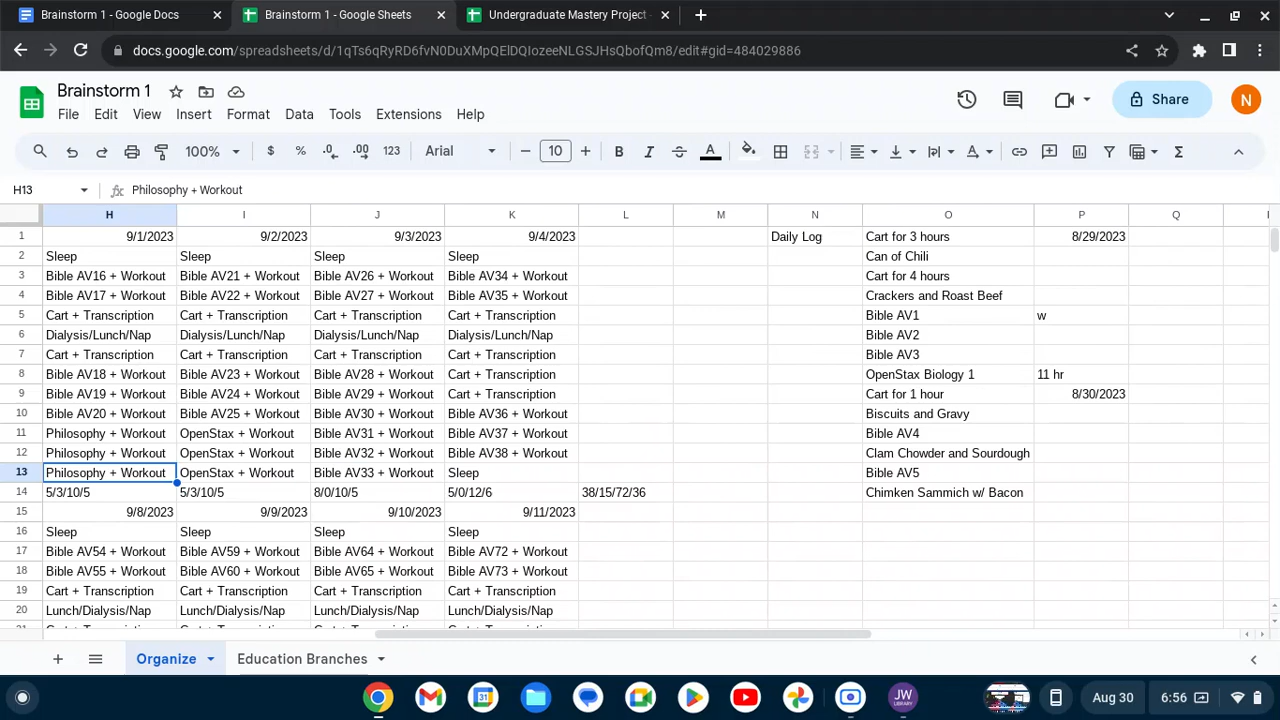 Brainstorm 1 - Google Docs
Brainstorm 1 - Google Sheets
Undergraduate Mastery Project -
docs.google.com/spreadsheets/d/1qTs6qRyRD6fvN0DuXMpQElDQIozeeNLGSJHsQbofQm8/edit#gid=484029886
Brainstorm 1
File Edit View Insert Format Data Tools Extensions Help
Share
N
100% $ % .0 .00 123 Arial 10 B I A
H13 fx Philosophy + Workout
H I J K L M N O P Q
1 9/1/2023 9/2/2023 9/3/2023 9/4/2023 Daily Log Cart for 3 hours 8/29/2023
2 Sleep Sleep Sleep Sleep Can of Chili
3 Bible AV16 + Workout Bible AV21 + Workout Bible AV26 + Workout Bible AV34 + Workout Cart for 4 hours
4 Bible AV17 + Workout Bible AV22 + Workout Bible AV27 + Workout Bible AV35 + Workout Crackers and Roast Beef
5 Cart + Transcription Cart + Transcription Cart + Transcription Cart + Transcription Bible AV1 w
6 Dialysis/Lunch/Nap Dialysis/Lunch/Nap Dialysis/Lunch/Nap Dialysis/Lunch/Nap Bible AV2
7 Cart + Transcription Cart + Transcription Cart + Transcription Cart + Transcription Bible AV3
8 Bible AV18 + Workout Bible AV23 + Workout Bible AV28 + Workout Cart + Transcription OpenStax Biology 1 11 hr
9 Bible AV19 + Workout Bible AV24 + Workout Bible AV29 + Workout Cart + Transcription Cart for 1 hour 8/30/2023
10 Bible AV20 + Workout Bible AV25 + Workout Bible AV30 + Workout Bible AV36 + Workout Biscuits and Gravy
11 Philosophy + Workout OpenStax + Workout Bible AV31 + Workout Bible AV37 + Workout Bible AV4
12 Philosophy + Workout OpenStax + Workout Bible AV32 + Workout Bible AV38 + Workout Clam Chowder and Sourdough
13 Philosophy + Workout OpenStax + Workout Bible AV33 + Workout Sleep Bible AV5
14 5/3/10/5 5/3/10/5 8/0/10/5 5/0/12/6 38/15/72/36 Chimken Sammich w/ Bacon
15 9/8/2023 9/9/2023 9/10/2023 9/11/2023
16 Sleep Sleep Sleep Sleep
17 Bible AV54 + Workout Bible AV59 + Workout Bible AV64 + Workout Bible AV72 + Workout
18 Bible AV55 + Workout Bible AV60 + Workout Bible AV65 + Workout Bible AV73 + Workout
19 Cart + Transcription Cart + Transcription Cart + Transcription Cart + Transcription
20 Lunch/Dialysis/Nap Lunch/Dialysis/Nap Lunch/Dialysis/Nap Lunch/Dialysis/Nap
Organize Education Branches
31
JW LIBRARY
Aug 30 6:56